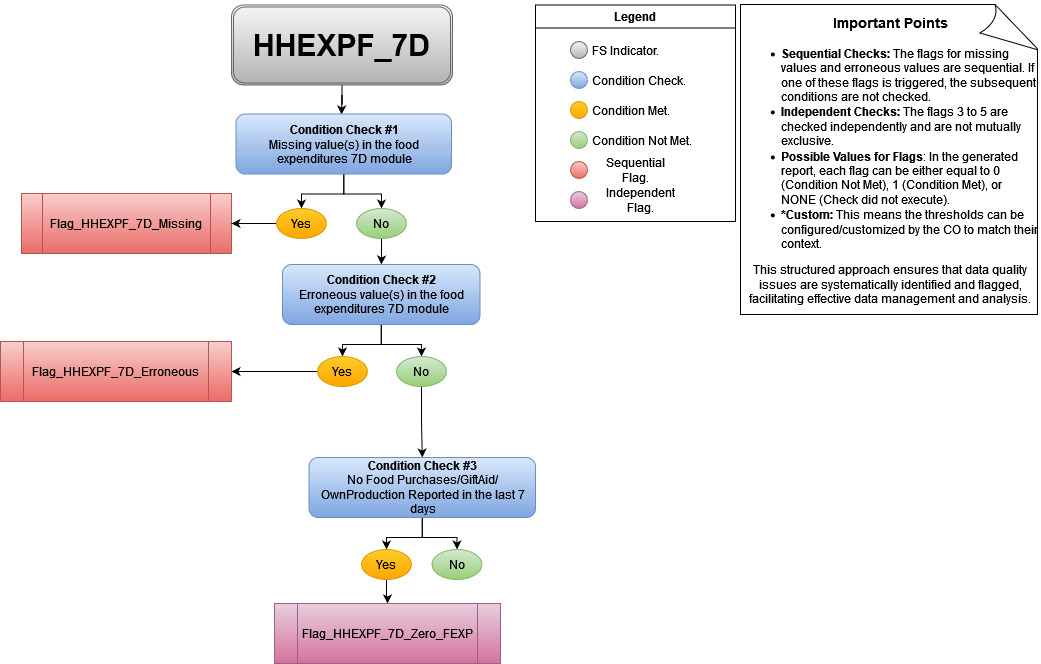 HHEXPF_7D
Condition Check #1
Missing value(s) in the food
expenditures 7D module
Flag_HHEXPF_7D_Missing
Yes
No
Condition Check #2
Erroneous value(s) in the food
expenditures 7D module
Flag_HHEXPF_7D_Erroneous
Yes
No
Condition Check #3
No Food Purchases/GiftAid/
OwnProduction Reported in the last 7
days
Yes
No
Flag_HHEXPF_7D_Zero_FEXP
Legend
FS Indicator.
Condition Check.
Condition Met.
Condition Not Met.
Sequential
Flag.
Independent
Flag.
Important Points
• Sequential Checks: The flags for missing
values and erroneous values are sequential. If
one of these flags is triggered, the subsequent
conditions are not checked.
• Independent Checks: The flags 3 to 5 are
checked independently and are not mutually
exclusive.
• Possible Values for Flags: In the generated
report, each flag can be either equal to 0
(Condition Not Met), 1 (Condition Met), or
NONE (Check did not execute).
• *Custom: This means the thresholds can be
configured/customized by the CO to match their
context.
This structured approach ensures that data quality
issues are systematically identified and flagged,
facilitating effective data management and analysis.